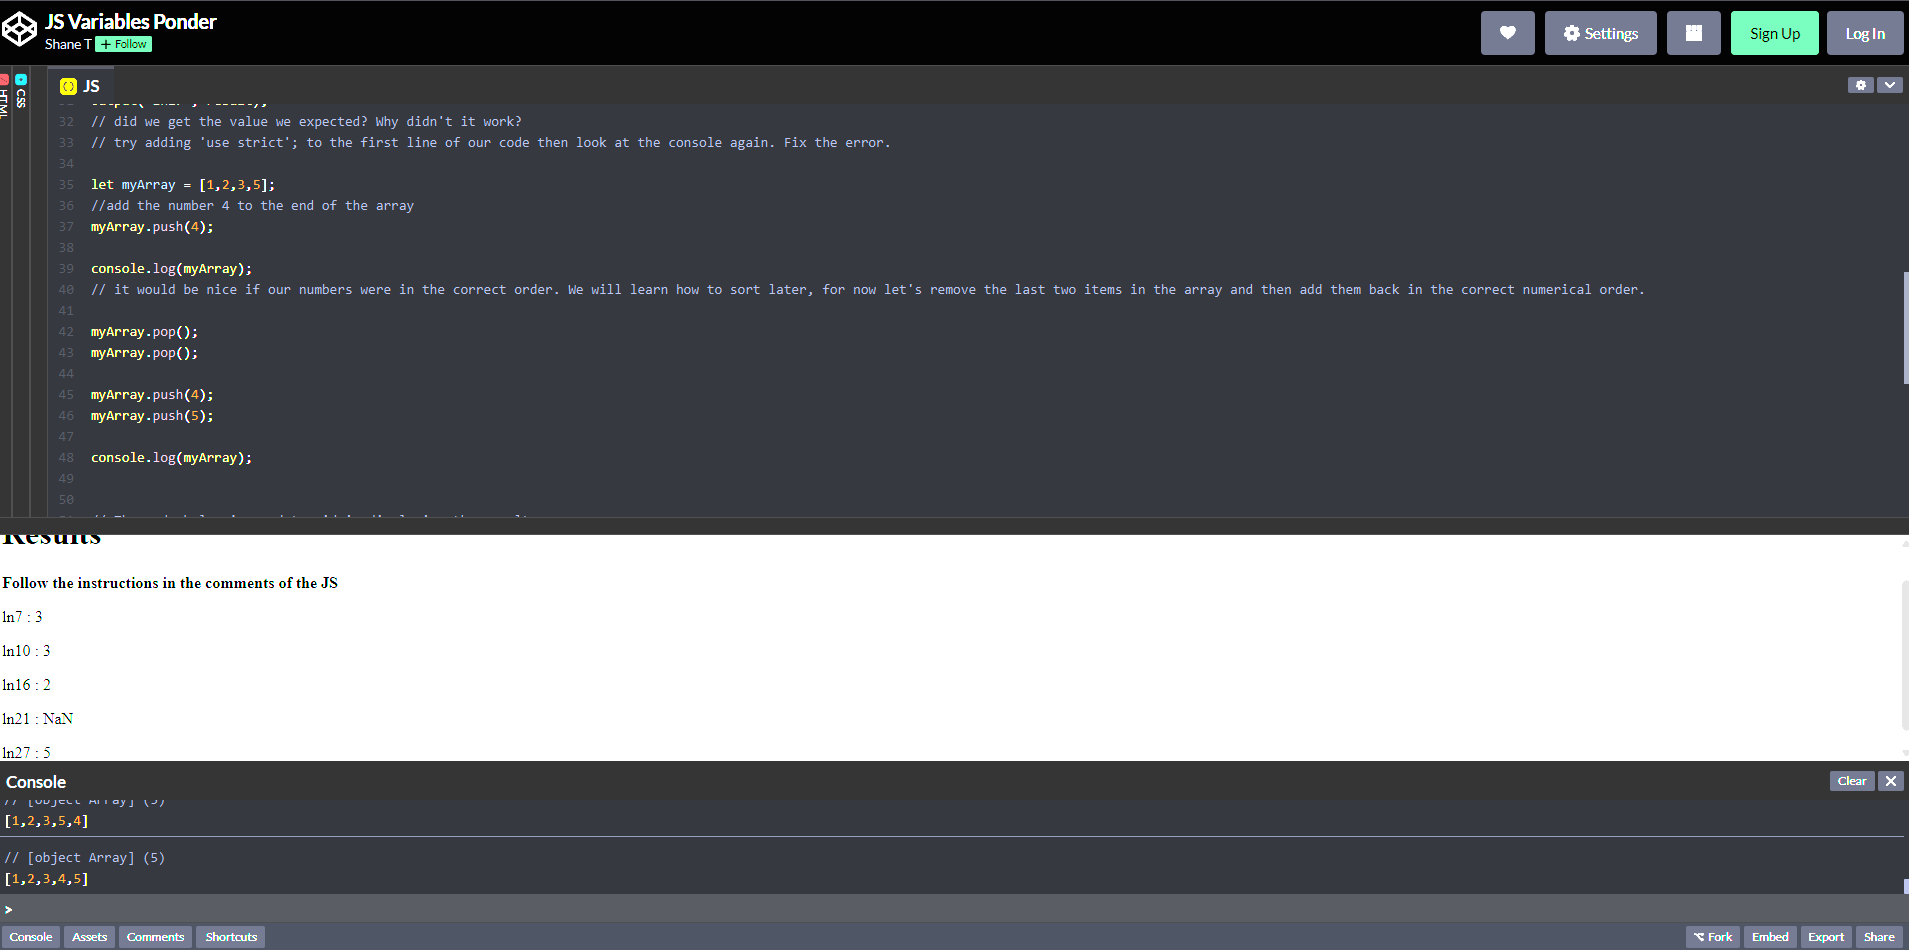 JS Variables Ponder
Shane T + Follow
Settings
Sign Up
Log In
HTML
CSS
JS
32 // did we get the value we expected? Why didn't it work?
33 // try adding 'use strict'; to the first line of our code then look at the console again. Fix the error.
34
35 let myArray = [1,2,3,5];
36 //add the number 4 to the end of the array
37 myArray.push(4);
38
39 console.log(myArray);
40 // it would be nice if our numbers were in the correct order. We will learn how to sort later, for now let's remove the last two items in the array and then add them back in the correct numerical order.
41
42 myArray.pop();
43 myArray.pop();
44
45 myArray.push(4);
46 myArray.push(5);
47
48 console.log(myArray);
49
50
Results
Follow the instructions in the comments of the JS
ln7 : 3
ln10 : 3
ln16 : 2
ln21 : NaN
ln27 : 5
Console
Clear
// [object Array] (5)
[1,2,3,5,4]
// [object Array] (5)
[1,2,3,4,5]
>
Console Assets Comments Shortcuts
Fork Embed Export Share